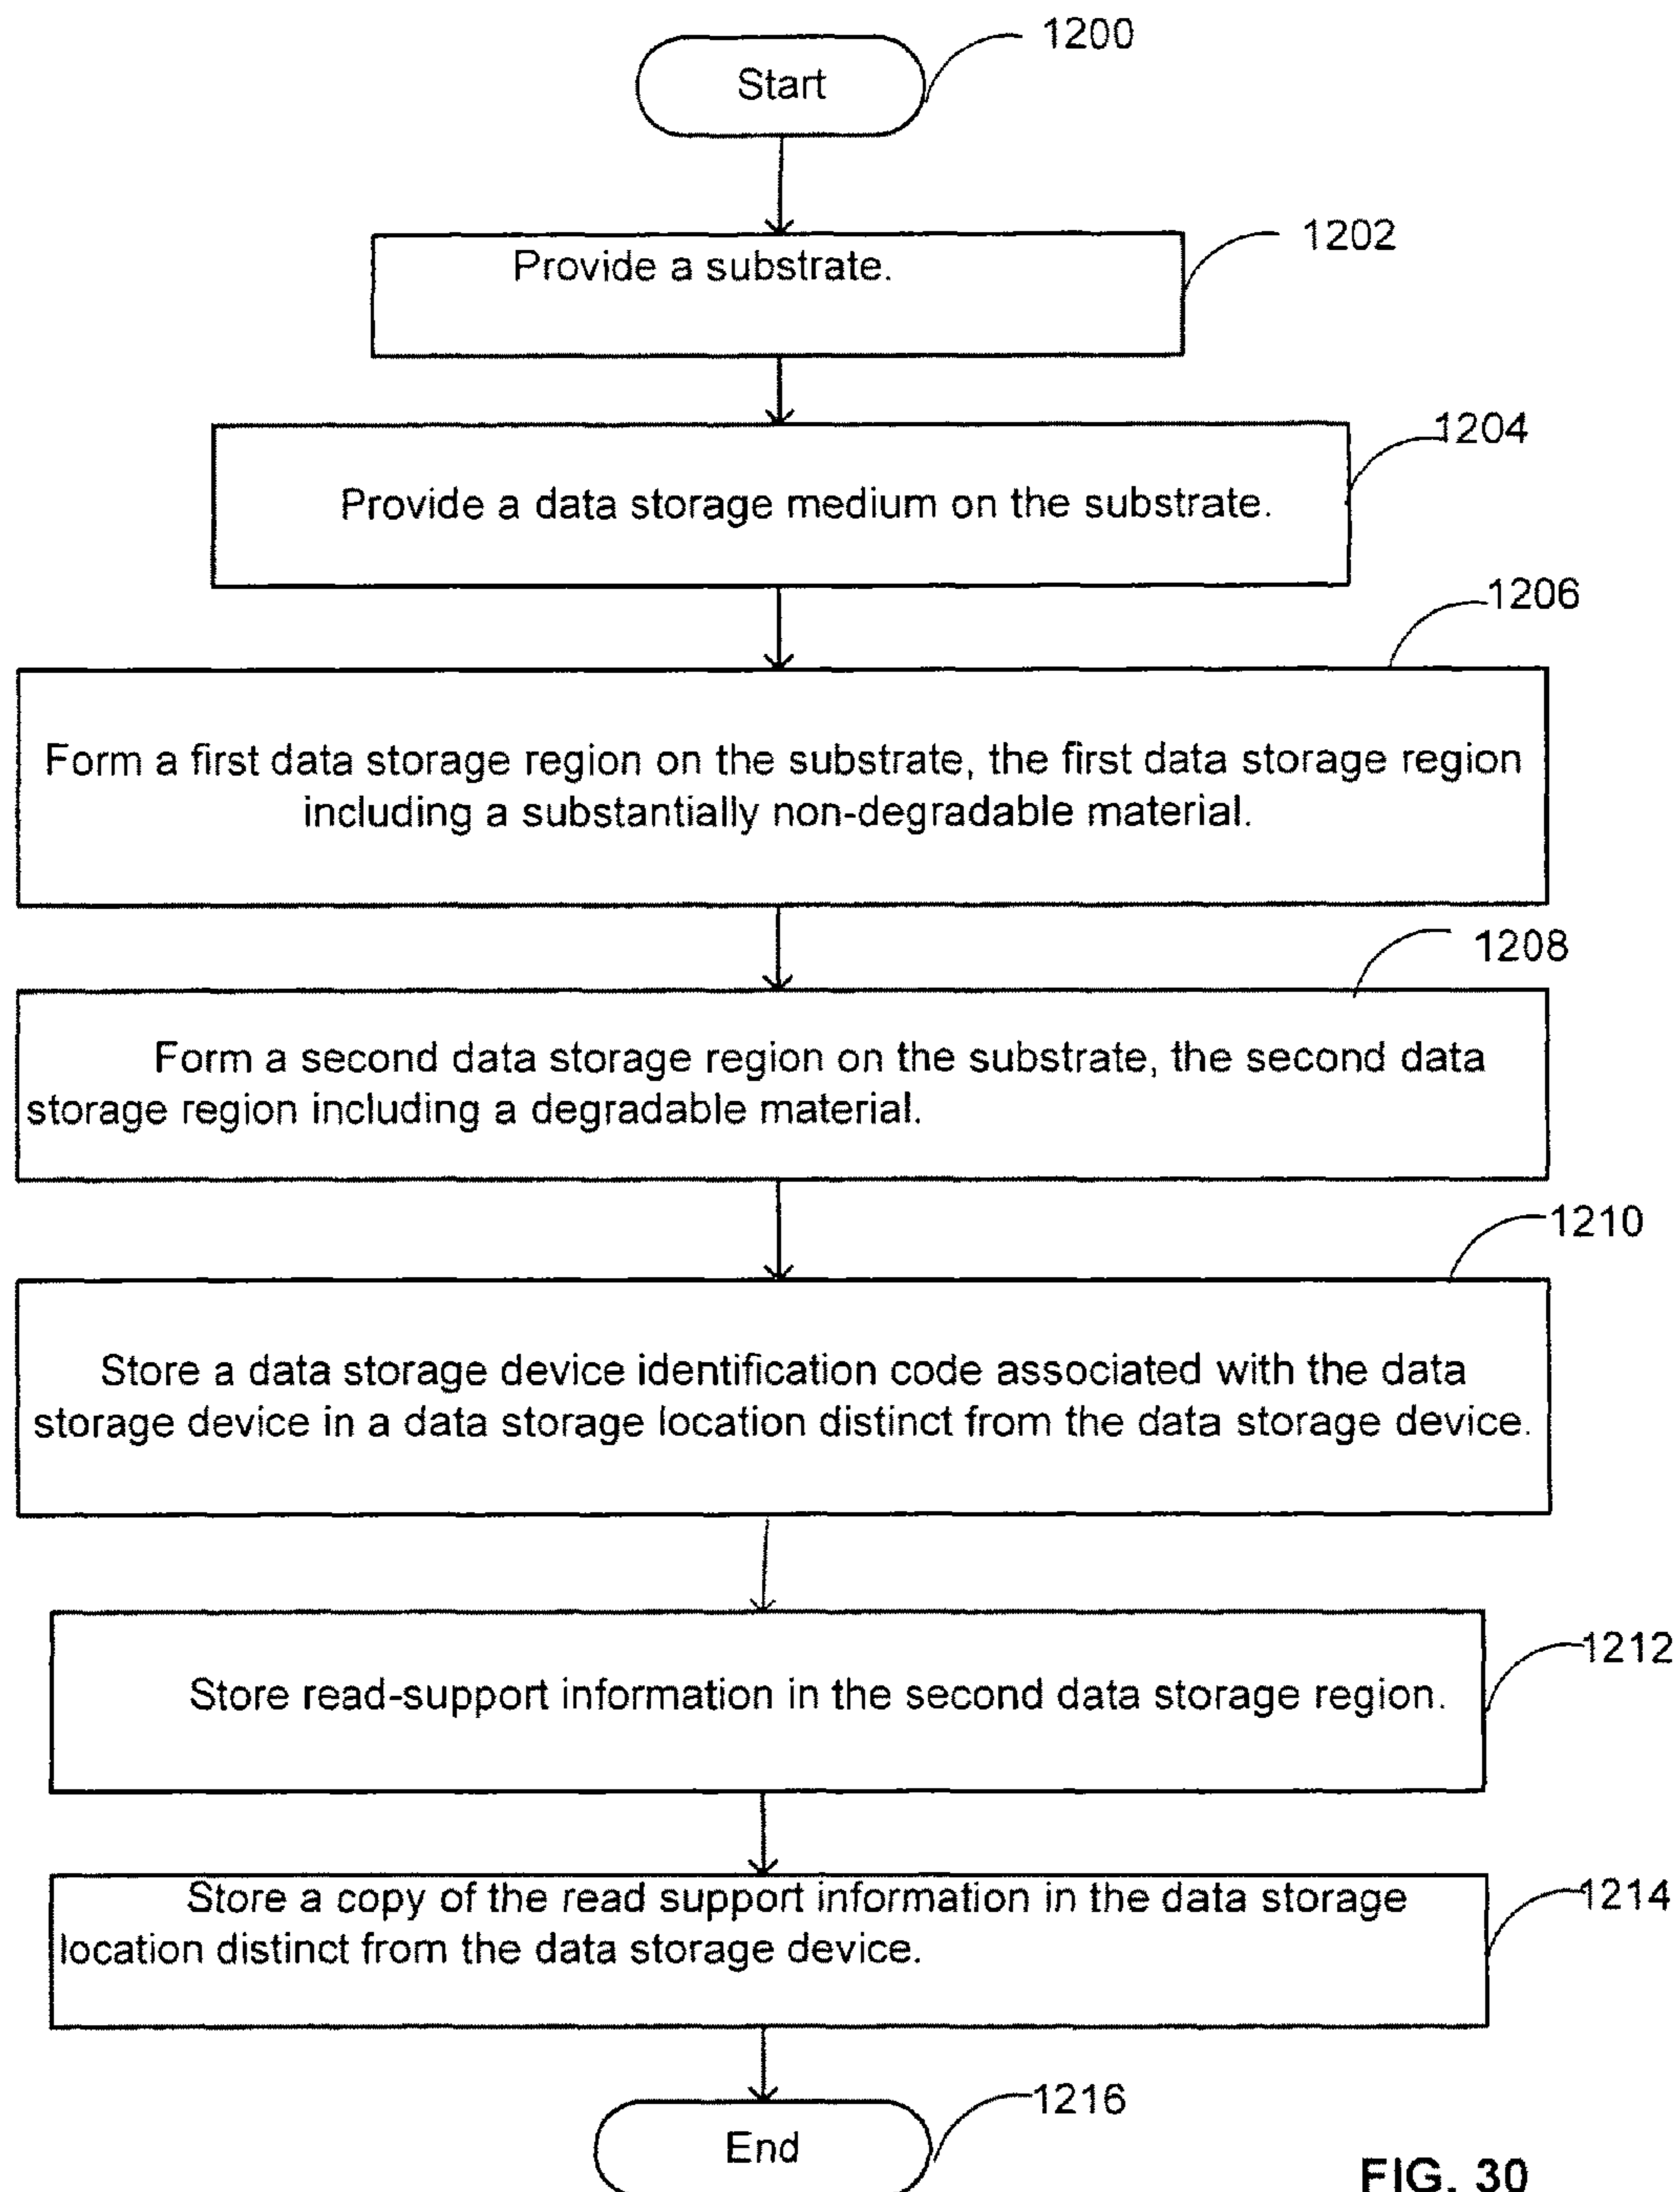 1200
Start
1202
Provide a substrate.
1204
Provide a data storage medium on the substrate.
1206
Form a first data storage region on the substrate, the first data storage region
including a substantially non-degradable material.
1208
Form a second data storage region on the substrate, the second data
storage region including a degradable material.
1210
Store a data storage device identification code associated with the data
storage device in a data storage location distinct from the data storage device.
1212
Store read-support information in the second data storage region.
1214
Store a copy of the read support information in the data storage
location distinct from the data storage device.
1216
End
FIG. 30